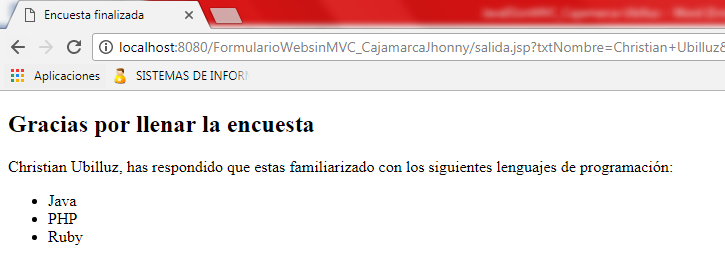 Encuesta finalizada
localhost:8080/FormularioWebsinMVC_CajamarcaJhonny/salida.jsp?txtNombre=Christian+Ubilluz&
Aplicaciones SISTEMAS DE INFOR
Gracias por llenar la encuesta
Christian Ubilluz, has respondido que estas familiarizado con los siguientes lenguajes de programación:
Java
PHP
Ruby